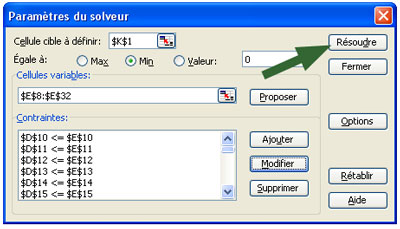 Paramètres du solveur
Cellule cible à définir: $K$1
Résoudre
Égale à: Max Min Valeur: 0
Fermer
Cellules variables:
$E$8:$E$32
Proposer
Contraintes:
Options
$D$10 <= $E$10
Ajouter
$D$11 <= $E$11
$D$12 <= $E$12
Modifier
$D$13 <= $E$13
$D$14 <= $E$14
Rétablir
$D$15 <= $E$15
Supprimer
Aide